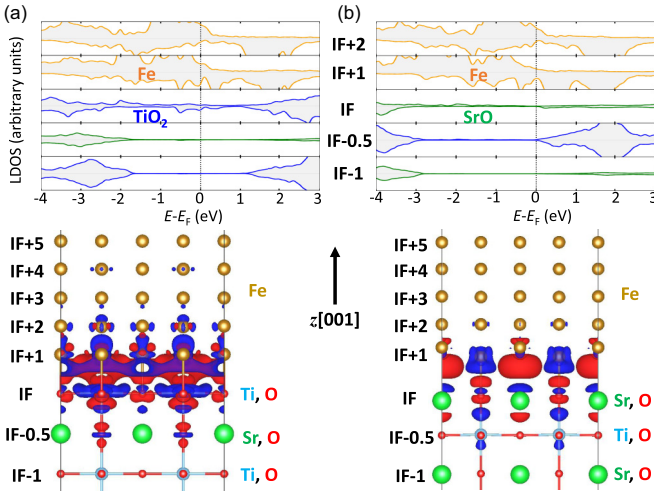 (a)
(b)
LDOS (arbitrary units)
Fe
TiO2
IF+2
IF+1
IF
IF-0.5
IF-1
Fe
SrO
-4 -3 -2 -1 0 1 2 3
E-EF (eV)
-4 -3 -2 -1 0 1 2 3
E-EF (eV)
IF+5
IF+4
IF+3
IF+2
IF+1
IF
IF-0.5
IF-1
Fe
Ti, O
Sr, O
Ti, O
z[001]
IF+5
IF+4
IF+3
IF+2
IF+1
IF
IF-0.5
IF-1
Fe
Sr, O
Ti, O
Sr, O